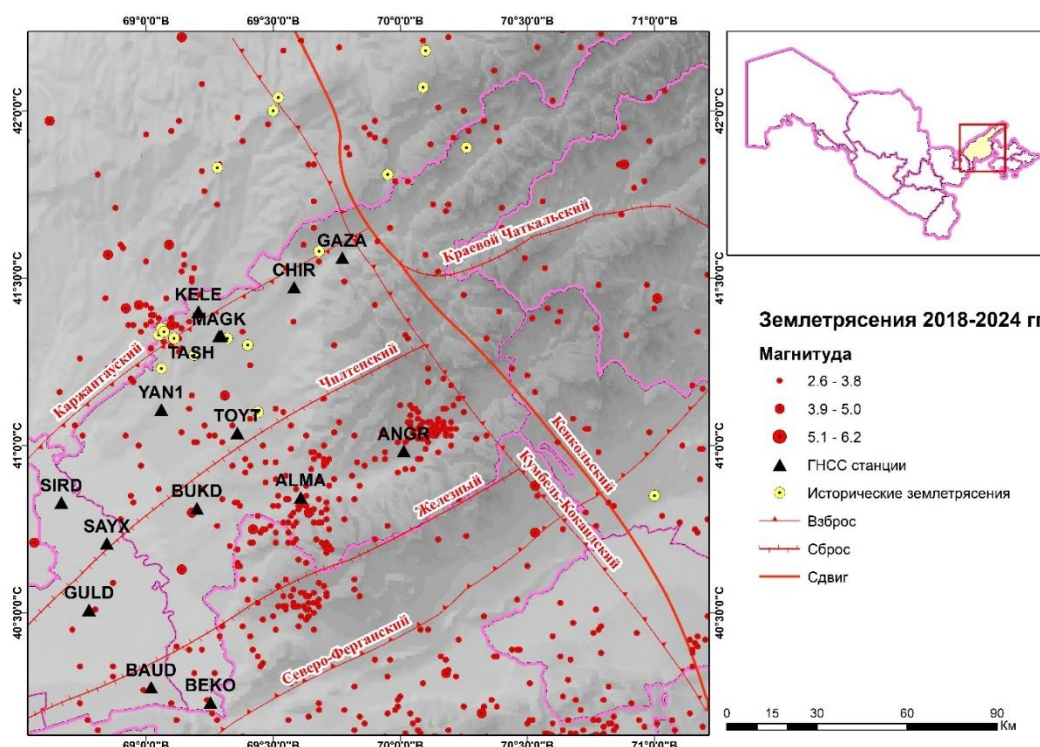 69°0'0"В
69°30'0"В
70°0'0"В
70°30'0"В
71°0'0"В
42°0'0"С
41°30'0"С
41°0'0"С
40°30'0"С
42°0'0"С
41°30'0"С
41°0'0"С
40°30'0"С
GAZA
CHIR
KELE
MAGK
TASH
YAN1
TOYT
ANGR
ALMA
BUKD
SIRD
SAYX
GULD
BAUD
BEKO
Краевой Чаткальский
Каржантауский
Чилтенский
Кенкольский
Кумбель-Кокандский
Железный
Северо-Ферганский
69°0'0"В
69°30'0"В
70°0'0"В
70°30'0"В
71°0'0"В
Землетрясения 2018-2024 гг
Магнитуда
2.6 - 3.8
3.9 - 5.0
5.1 - 6.2
ГНСС станции
Исторические землетрясения
Взброс
Сброс
Сдвиг
0 15 30 60 90
Км